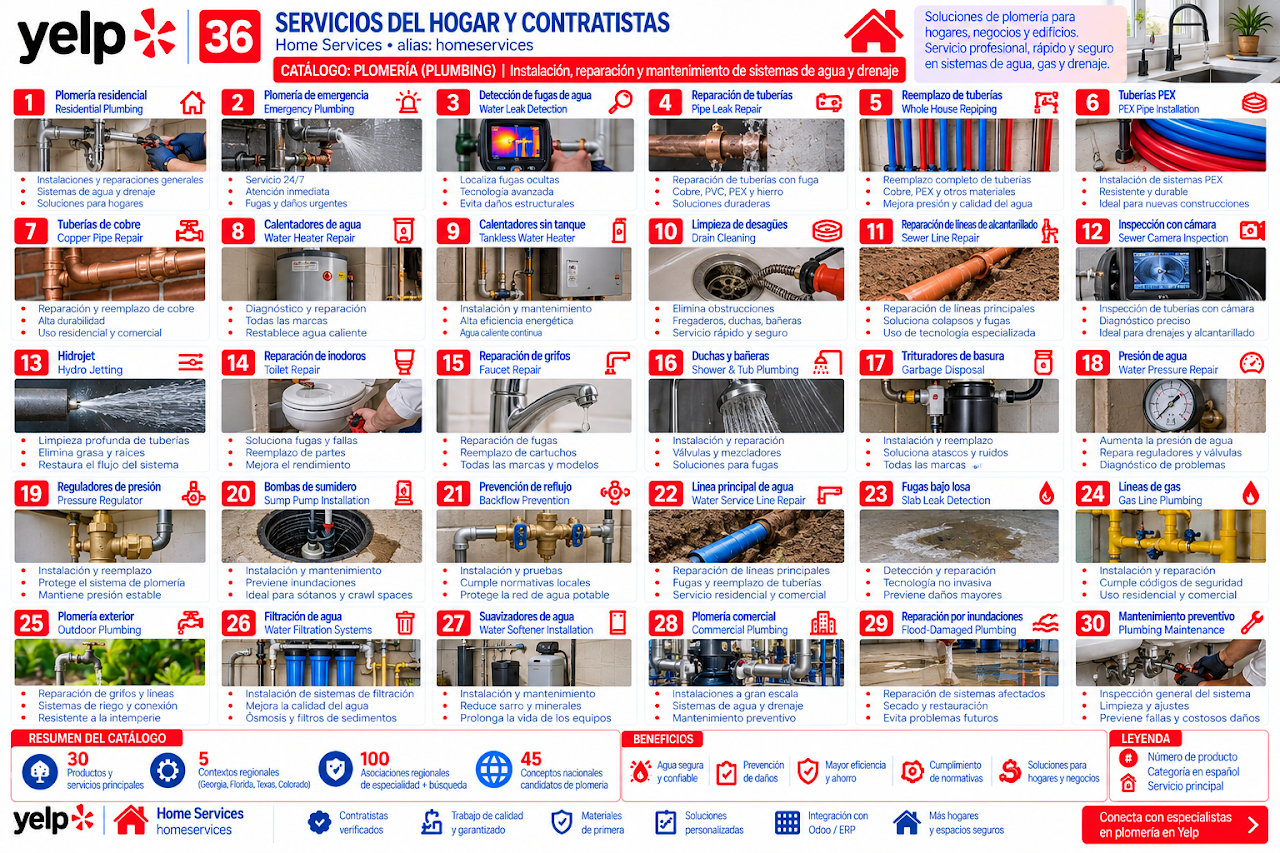 yelp
36
SERVICIOS DEL HOGAR Y CONTRATISTAS
Home Services • alias: homeservices
CATÁLOGO: PLOMERÍA (PLUMBING) | Instalación, reparación y mantenimiento de sistemas de agua y drenaje
Soluciones de plomería para
hogares, negocios y edificios.
Servicio profesional, rápido y seguro
en sistemas de agua, gas y drenaje.
1
Plomería residencial
Residential Plumbing
• Instalaciones y reparaciones generales
• Sistemas de agua y drenaje
• Soluciones para hogares
2
Plomería de emergencia
Emergency Plumbing
• Servicio 24/7
• Atención inmediata
• Fugas y daños urgentes
3
Detección de fugas de agua
Water Leak Detection
• Localiza fugas ocultas
• Tecnología avanzada
• Evita daños estructurales
4
Reparación de tuberías
Pipe Leak Repair
• Reparación de tuberías con fuga
• Cobre, PVC, PEX y hierro
• Soluciones duraderas
5
Reemplazo de tuberías
Whole House Repiping
• Reemplazo completo de tuberías
• Cobre, PEX y otros materiales
• Mejora presión y calidad del agua
6
Tuberías PEX
PEX Pipe Installation
• Instalación de sistemas PEX
• Resistente y durable
• Ideal para nuevas construcciones
7
Tuberías de cobre
Copper Pipe Repair
• Reparación y reemplazo de cobre
• Alta durabilidad
• Uso residencial y comercial
8
Calentadores de agua
Water Heater Repair
• Diagnóstico y reparación
• Todas las marcas
• Restablece agua caliente
9
Calentadores sin tanque
Tankless Water Heater
• Instalación y mantenimiento
• Alta eficiencia energética
• Agua caliente continua
10
Limpieza de desagües
Drain Cleaning
• Elimina obstrucciones
• Fregaderos, duchas, bañeras
• Servicio rápido y seguro
11
Reparación de líneas de alcantarillado
Sewer Line Repair
• Reparación de líneas principales
• Soluciona colapsos y fugas
• Uso de tecnología especializada
12
Inspección con cámara
Sewer Camera Inspection
• Inspección de tuberías con cámara
• Diagnóstico preciso
• Ideal para drenajes y alcantarillado
13
Hidrojet
Hydro Jetting
• Limpieza profunda de tuberías
• Elimina grasa y raíces
• Restaura el flujo del sistema
14
Reparación de inodoros
Toilet Repair
• Soluciona fugas y fallas
• Reemplazo de partes
• Mejora el rendimiento
15
Reparación de grifos
Faucet Repair
• Reparación de fugas
• Reemplazo de cartuchos
• Todas las marcas y modelos
16
Duchas y bañeras
Shower & Tub Plumbing
• Instalación y reparación
• Válvulas y mezcladores
• Soluciones para fugas
17
Trituradores de basura
Garbage Disposal
• Instalación y reemplazo
• Soluciona atascos y ruidos
• Todas las marcas
18
Presión de agua
Water Pressure Repair
• Aumenta la presión de agua
• Repara reguladores y válvulas
• Diagnóstico de problemas
19
Reguladores de presión
Pressure Regulator
• Instalación y reemplazo
• Protege el sistema de plomería
• Mantiene presión estable
20
Bombas de sumidero
Sump Pump Installation
• Instalación y mantenimiento
• Previene inundaciones
• Ideal para sótanos y crawl spaces
21
Prevención de reflujo
Backflow Prevention
• Instalación y pruebas
• Cumple normativas locales
• Protege la red de agua potable
22
Línea principal de agua
Water Service Line Repair
• Reparación de líneas principales
• Fugas y reemplazo de tuberías
• Servicio residencial y comercial
23
Fugas bajo losa
Slab Leak Detection
• Detección y reparación
• Tecnología no invasiva
• Previene daños mayores
24
Líneas de gas
Gas Line Plumbing
• Instalación y reparación
• Cumple códigos de seguridad
• Uso residencial y comercial
25
Plomería exterior
Outdoor Plumbing
• Reparación de grifos y líneas
• Sistemas de riego y conexión
• Resistente a la intemperie
26
Filtración de agua
Water Filtration Systems
• Instalación de sistemas de filtración
• Mejora la calidad del agua
• Ósmosis y filtros de sedimentos
27
Suavizadores de agua
Water Softener Installation
• Instalación y mantenimiento
• Reduce sarro y minerales
• Prolonga la vida de los equipos
28
Plomería comercial
Commercial Plumbing
• Instalaciones a gran escala
• Sistemas de agua y drenaje
• Mantenimiento preventivo
29
Reparación por inundaciones
Flood-Damaged Plumbing
• Reparación de sistemas afectados
• Secado y restauración
• Evita problemas futuros
30
Mantenimiento preventivo
Plumbing Maintenance
• Inspección general del sistema
• Limpieza y ajustes
• Previene fallas y costosos daños
RESUMEN DEL CATÁLOGO
30
Productos y
servicios principales
5
Contextos regionales
(Georgia, Florida, Texas, Colorado)
100
Asociaciones regionales
de especialidad + búsqueda
45
Conceptos nacionales
candidatos de plomería
BENEFICIOS
Agua segura
y confiable
Prevención
de daños
Mayor eficiencia
y ahorro
Cumplimiento
de normativas
Soluciones para
hogares y negocios
LEYENDA
#
Número de producto
Categoría en español
Servicio principal
yelp
Home Services
homeservices
Contratistas
verificados
Trabajo de calidad
y garantizado
Materiales
de primera
Soluciones
personalizadas
Integración con
Odoo / ERP
Más hogares
y espacios seguros
Conecta con especialistas
en plomería en Yelp